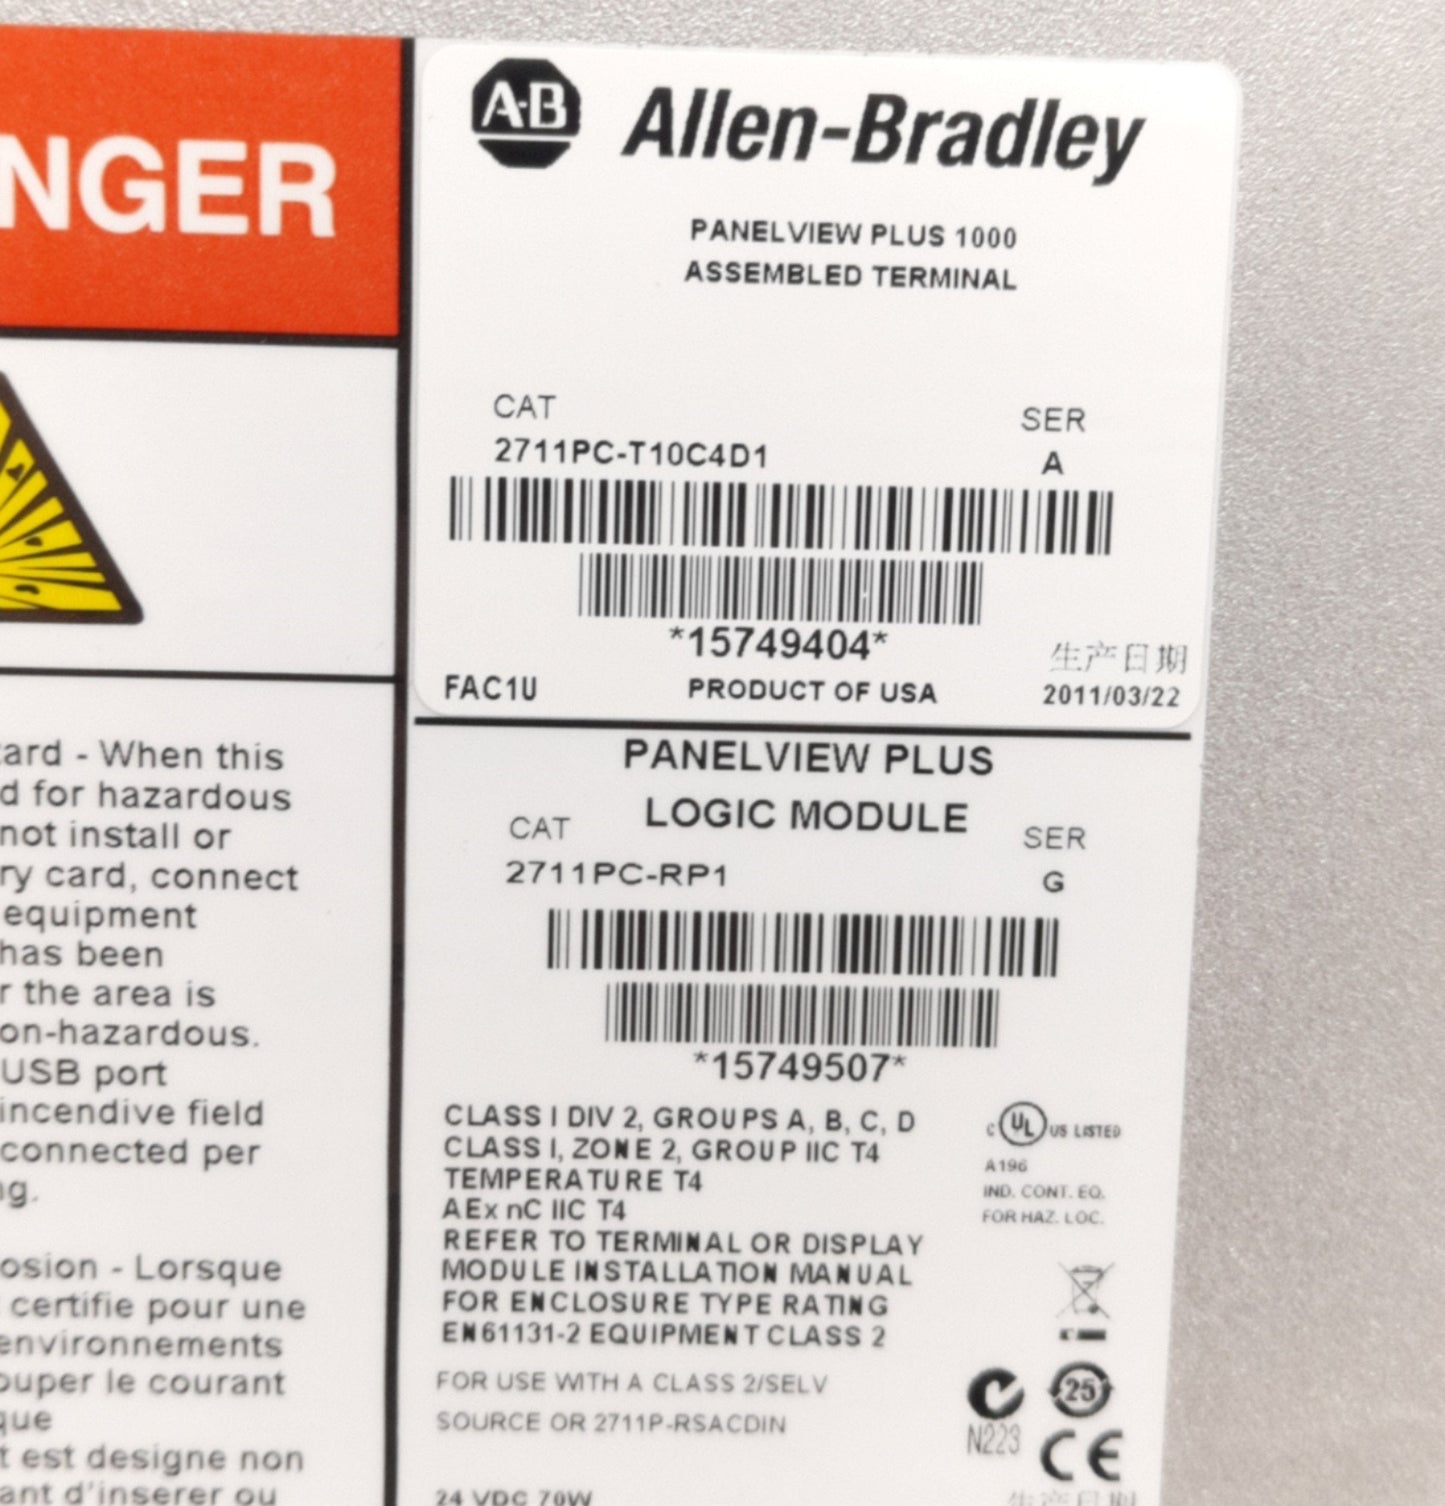 NGER
ard - When this
d for hazardous
not install or
ry card, connect
equipment
has been
r the area is
on-hazardous.
USB port
incendive field
connected per
ng.
osion - Lorsque
certifie pour une
environnements
ouper le courant
que
t est designe non
ant d'inserer ou
A-B Allen-Bradley
PANELVIEW PLUS 1000
ASSEMBLED TERMINAL
CAT SER
2711PC-T10C4D1 A
*15749404*
生产日期
FAC1U PRODUCT OF USA 2011/03/22
PANELVIEW PLUS
LOGIC MODULE
CAT SER
2711PC-RP1 G
*15749507*
CLASS I DIV 2, GROUPS A, B, C, D
CLASS I, ZONE 2, GROUP IIC T4
TEMPERATURE T4
AEx nC IIC T4
REFER TO TERMINAL OR DISPLAY
MODULE INSTALLATION MANUAL
FOR ENCLOSURE TYPE RATING
EN61131-2 EQUIPMENT CLASS 2
FOR USE WITH A CLASS 2/SELV
SOURCE OR 2711P-RSACDIN
24 VDC 70W
C UL US LISTED
A196
IND. CONT. EQ.
FOR HAZ. LOC.
25
N223
CE
生产日期